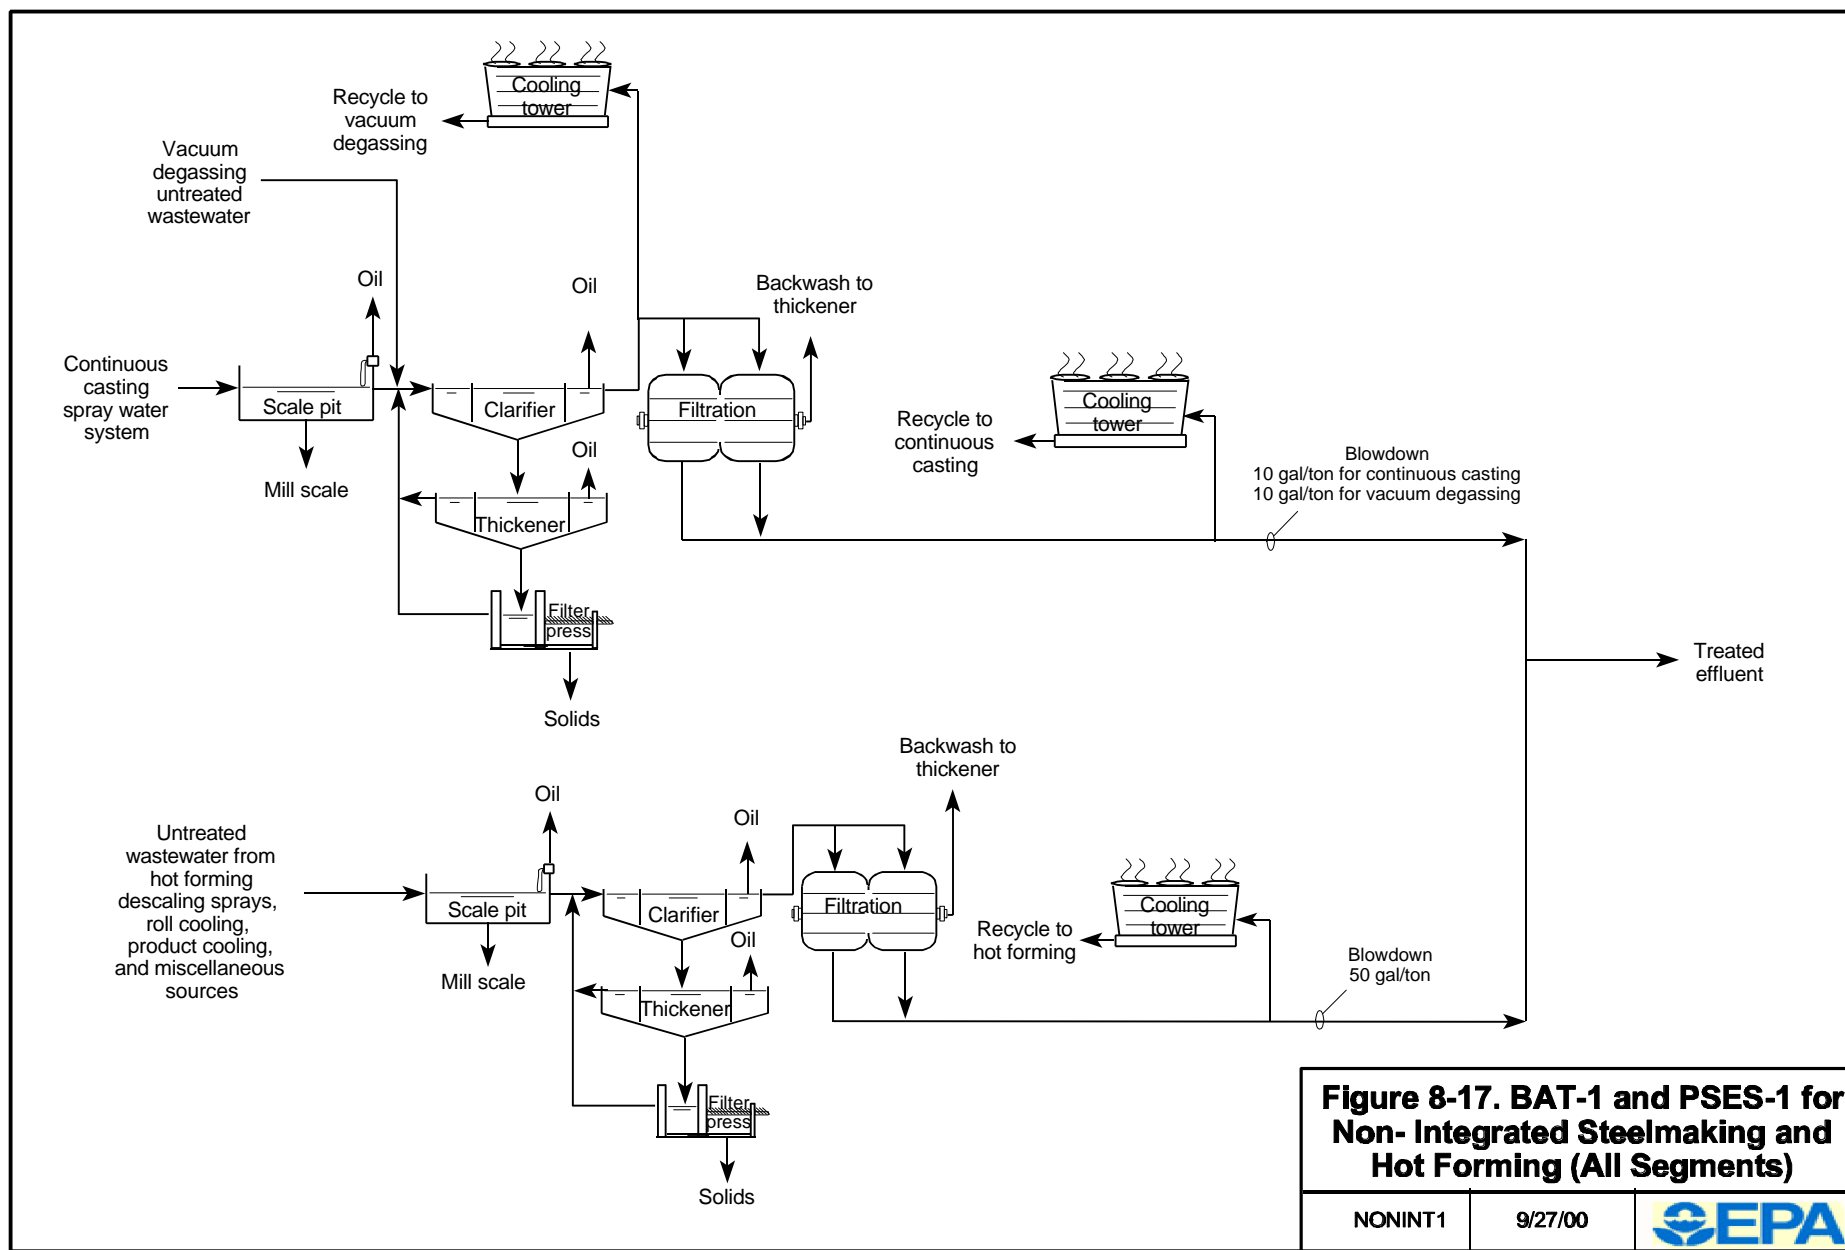 Cooling
tower
Recycle to
vacuum
degassing
Vacuum
degassing
untreated
wastewater
Oil
Oil
Backwash to
thickener
Continuous
casting
spray water
system
Scale pit
Clarifier
Filtration
Mill scale
Oil
Thickener
Filter
press
Solids
Recycle to
continuous
casting
Cooling
tower
Blowdown
10 gal/ton for continuous casting
10 gal/ton for vacuum degassing
Treated
effluent
Backwash to
thickener
Oil
Oil
Untreated
wastewater from
hot forming
descaling sprays,
roll cooling,
product cooling,
and miscellaneous
sources
Scale pit
Clarifier
Filtration
Mill scale
Oil
Thickener
Filter
press
Solids
Recycle to
hot forming
Cooling
tower
Blowdown
50 gal/ton
Figure 8-17. BAT-1 and PSES-1 for
Non- Integrated Steelmaking and
Hot Forming (All Segments)
NONINT1
9/27/00
EPA